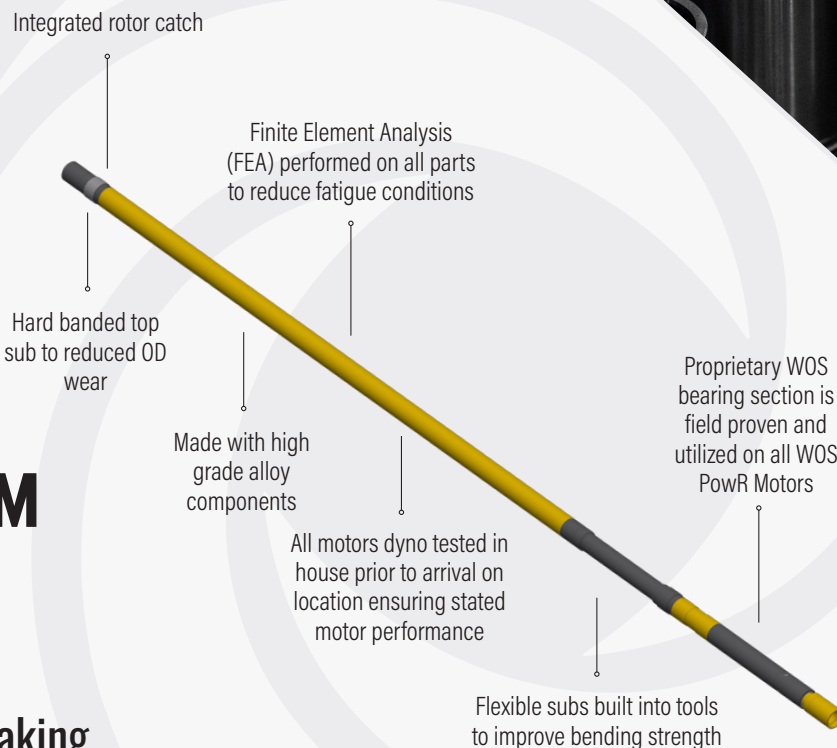 Integrated rotor catch
Finite Element Analysis
(FEA) performed on all parts
to reduce fatigue conditions
Hard banded top
sub to reduced OD
wear
Proprietary WOS
bearing section is
field proven and
utilized on all WOS
PowR Motors
Made with high
grade alloy
components
M
All motors dyno tested in
house prior to arrival on
location ensuring stated
motor performance
Flexible subs built into tools
to improve bending strength
aking